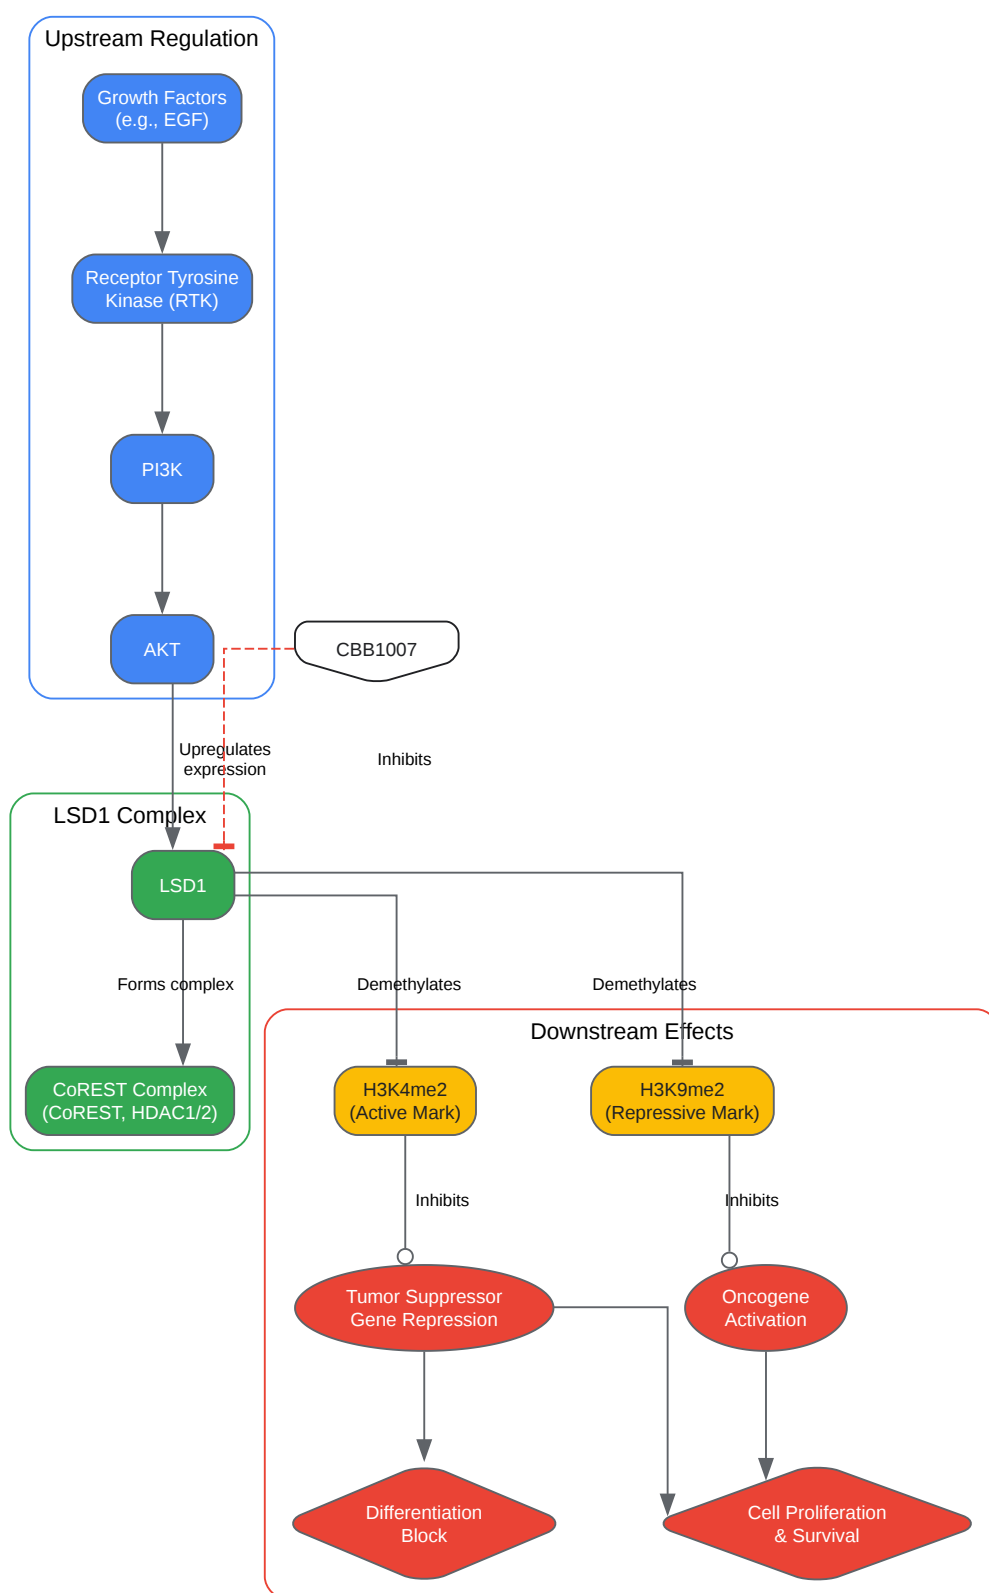 Upstream Regulation
Growth Factors
(e.g., EGF)
Receptor Tyrosine
Kinase (RTK)
PI3K
AKT
CBB1007
Upregulates
expression
Inhibits
LSD1 Complex
LSD1
Forms complex
Demethylates
Demethylates
Downstream Effects
CoREST Complex
(CoREST, HDAC1/2)
H3K4me2
(Active Mark)
H3K9me2
(Repressive Mark)
Inhibits
Inhibits
Tumor Suppressor
Gene Repression
Oncogene
Activation
Differentiation
Block
Cell Proliferation
& Survival